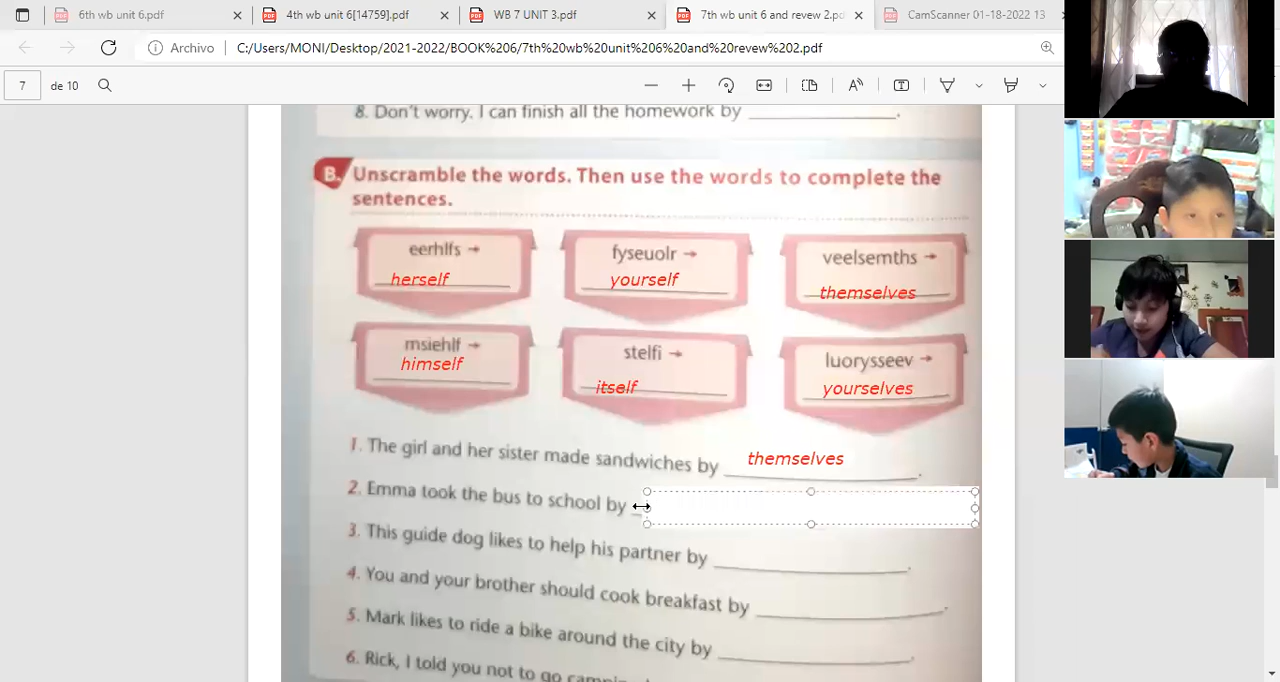 6th wb unit 6.pdf
4th wb unit 6[14759].pdf
WB 7 UNIT 3.pdf
7th wb unit 6 and revew 2.pd
CamScanner 01-18-2022 13
Archivo
C:/Users/MONI/Desktop/2021-2022/BOOK%206/7th%20wb%20unit%206%20and%20revew%202.pdf
7
de 10
8. Don't worry. I can finish all the homework by
B. Unscramble the words. Then use the words to complete the
sentences.
eerhlfs →
herself
fyseuolr →
yourself
veelsemths →
themselves
msiehlf →
himself
stelfi →
itself
luorysseev →
yourselves
1. The girl and her sister made sandwiches by themselves.
2. Emma took the bus to school by
3. This guide dog likes to help his partner by
4. You and your brother should cook breakfast by
5. Mark likes to ride a bike around the city by
6. Rick, I told you not to go